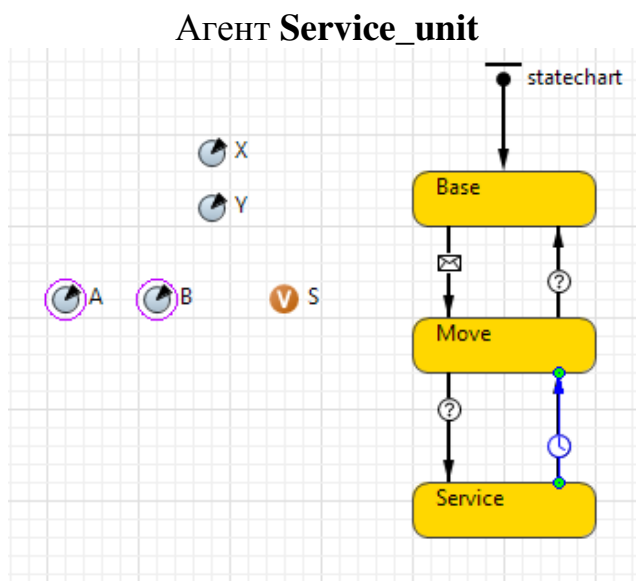 Агент Service_unit
statechart
X
Base
Y
A
B
V S
Move
?
?
Service